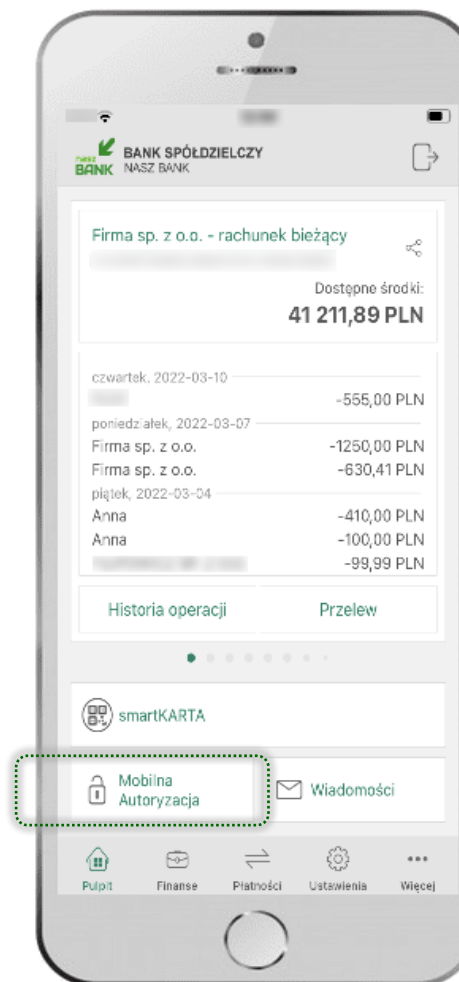 nasz
BANK
BANK SPÓŁDZIELCZY
NASZ BANK
Firma sp. z o.o. - rachunek bieżący
Dostępne środki:
41 211,89 PLN
czwartek, 2022-03-10
-555,00 PLN
poniedziałek, 2022-03-07
Firma sp. z o.o. -1250,00 PLN
Firma sp. z o.o. -630,41 PLN
piątek, 2022-03-04
Anna -410,00 PLN
Anna -100,00 PLN
-99,99 PLN
Historia operacji Przelew
smartKARTA
Mobilna
Autoryzacja
Wiadomości
Pulpit Finanse Płatności Ustawienia Więcej